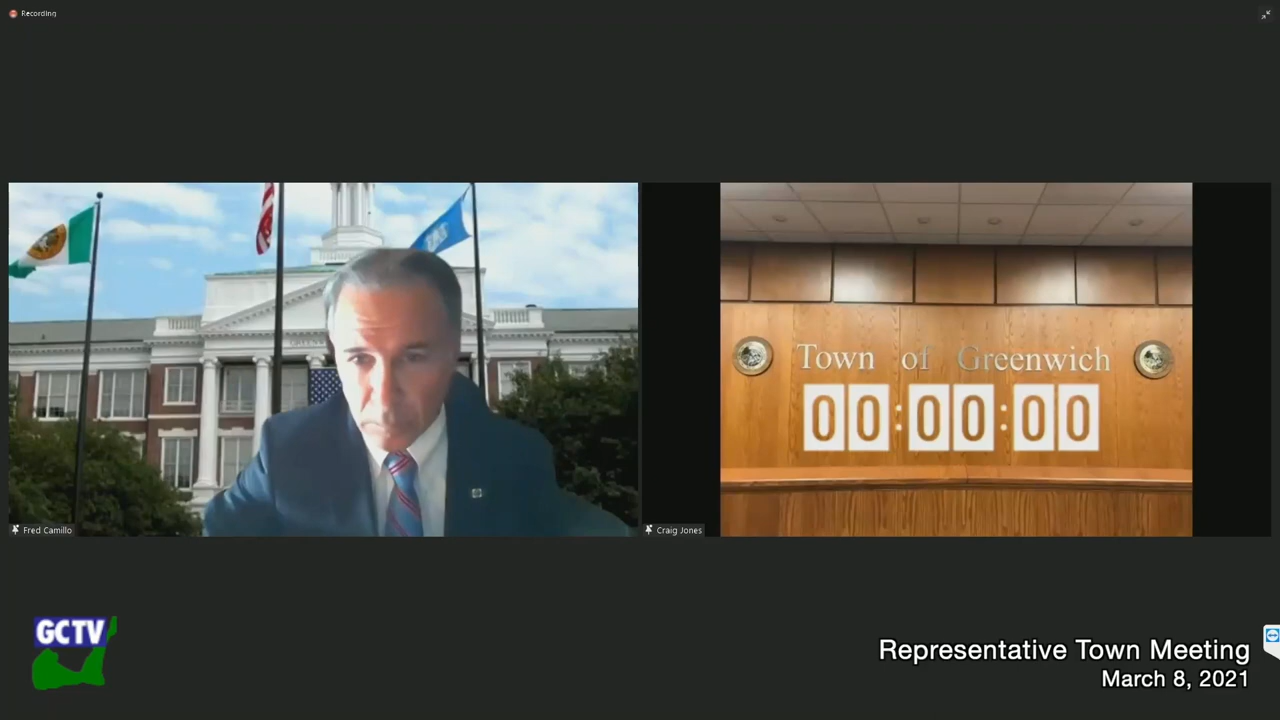 Recording
Town of Greenwich
00:00:00
Fred Camillo
Craig Jones
GCTV
Representative Town Meeting
March 8, 2021